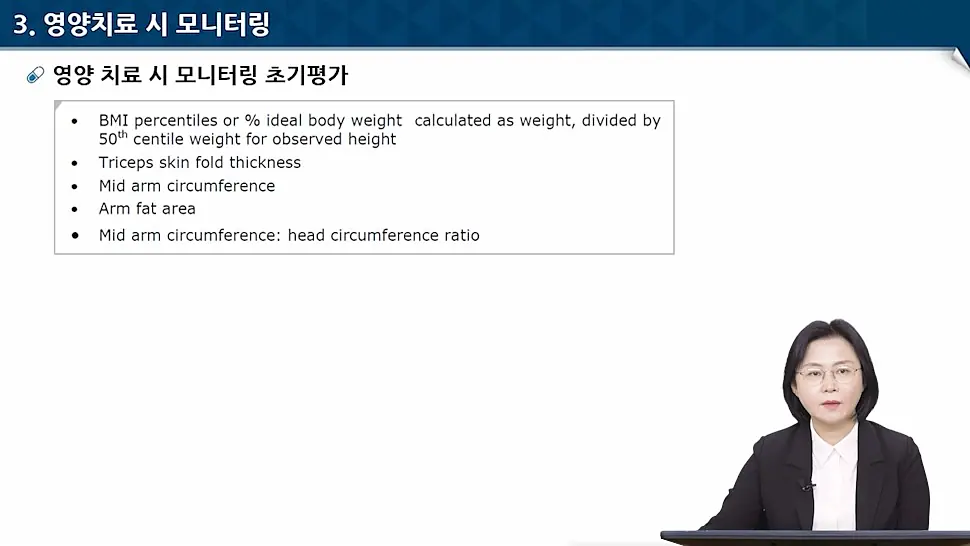 3. 영양치료 시 모니터링
영양 치료 시 모니터링 초기평가
• BMI percentiles or % ideal body weight calculated as weight, divided by
50th centile weight for observed height
• Triceps skin fold thickness
• Mid arm circumference
• Arm fat area
• Mid arm circumference: head circumference ratio